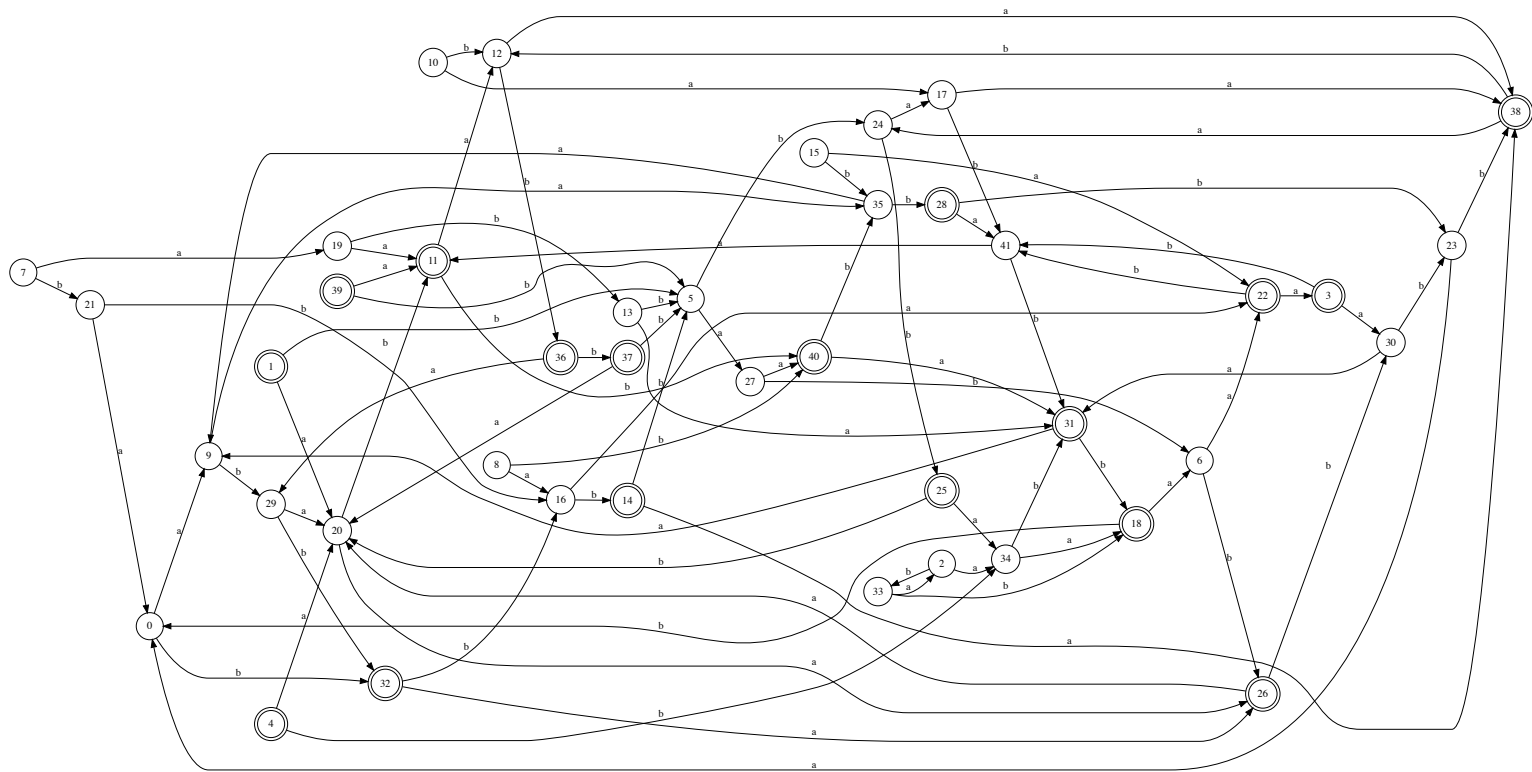 a
10 b 12
b
a 17 a 38
24 a
a
b
15 b a
a
b
35 b 28 b
a b
a
19 b
a 41 23
a 11 a b
7 b a
39 b b
21 b 13 b 5 22 a 3
a a
b b b b
1 b 36 b 37 a 27 a 40 a b 30 b
a
b b a
a a
a b 31
9 b a 8 b b 6
a
29 a 16 b 14 a 25 a
20 18
b b a b
b 34 a
2 a
33 a b
b
0 a b
a
b 32 b a 26
4 b
a
a
a